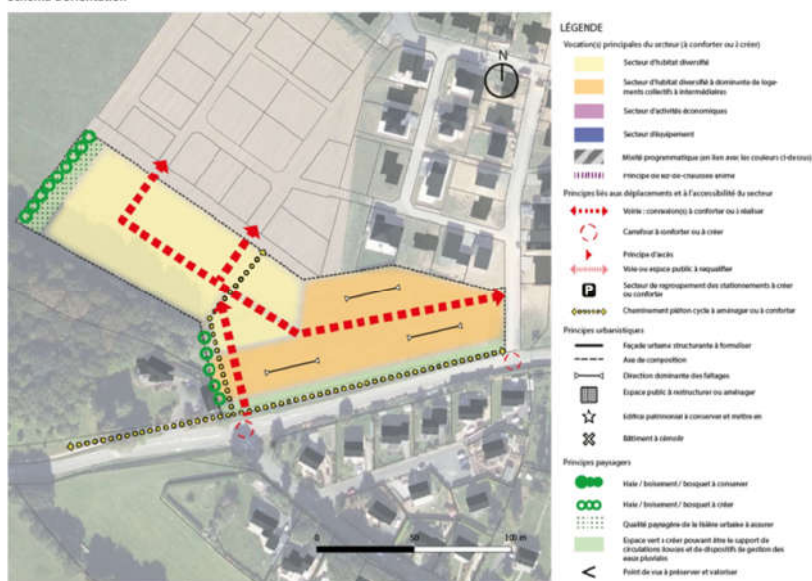 Schéma d'orientation
N
0 50 100 m
LÉGENDE
Vocation(s) principales du secteur (à conforter ou à créer)
Secteur d'habitat diversifié
Secteur d'habitat diversifié à dominante de loge-
ments collectifs à intermédiaires
Secteur d'activités économiques
Secteur d'équipement
Mixité programmatique (en lien avec les couleurs ci-dessus)
Principe de rez-de-chaussée animé
Principes liés aux déplacements et à l'accessibilité du secteur
Voirie : connexion(s) à conforter ou à réaliser
Carrefour à conforter ou à créer
Principe d'accès
Voie ou espace public à requalifier
P
Secteur de regroupement des stationnements à créer
ou conforter
Cheminement piéton cycle à aménager ou à conforter
Principes urbanistiques
Façade urbaine structurante à formaliser
Axe de composition
Direction dominante des faîtages
Espace public à restructurer ou aménager
Edifice patrimonial à conserver et mettre en
Bâtiment à démolir
Principes paysagers
Haie / boisement / bosquet à conserver
Haie / boisement / bosquet à créer
Qualité paysagère de la lisière urbaine à assurer
Espace vert à créer pouvant être le support de
circulations douces et de dispositifs de gestion des
eaux pluviales
Point de vue à préserver et valoriser